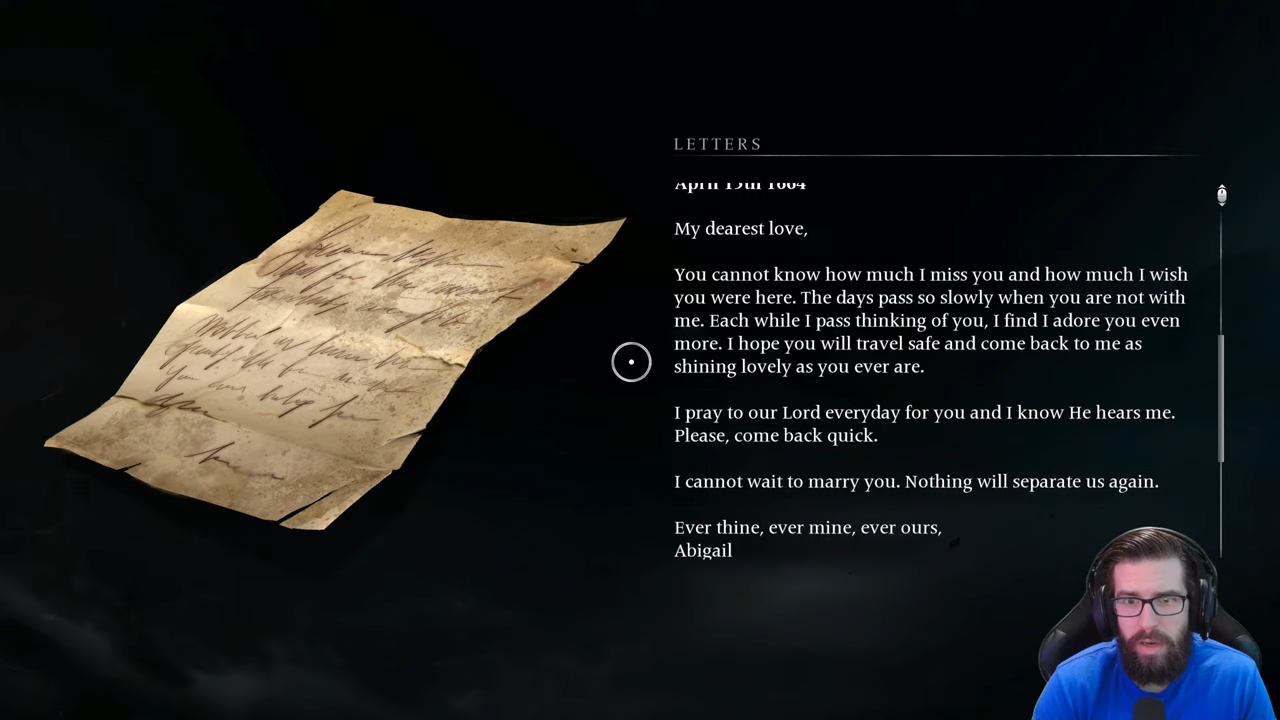 LETTERS
April 15th 1664
My dearest love,
You cannot know how much I miss you and how much I wish
you were here. The days pass so slowly when you are not with
me. Each while I pass thinking of you, I find I adore you even
more. I hope you will travel safe and come back to me as
shining lovely as you ever are.
I pray to our Lord everyday for you and I know He hears me.
Please, come back quick.
I cannot wait to marry you. Nothing will separate us again.
Ever thine, ever mine, ever ours,
Abigail